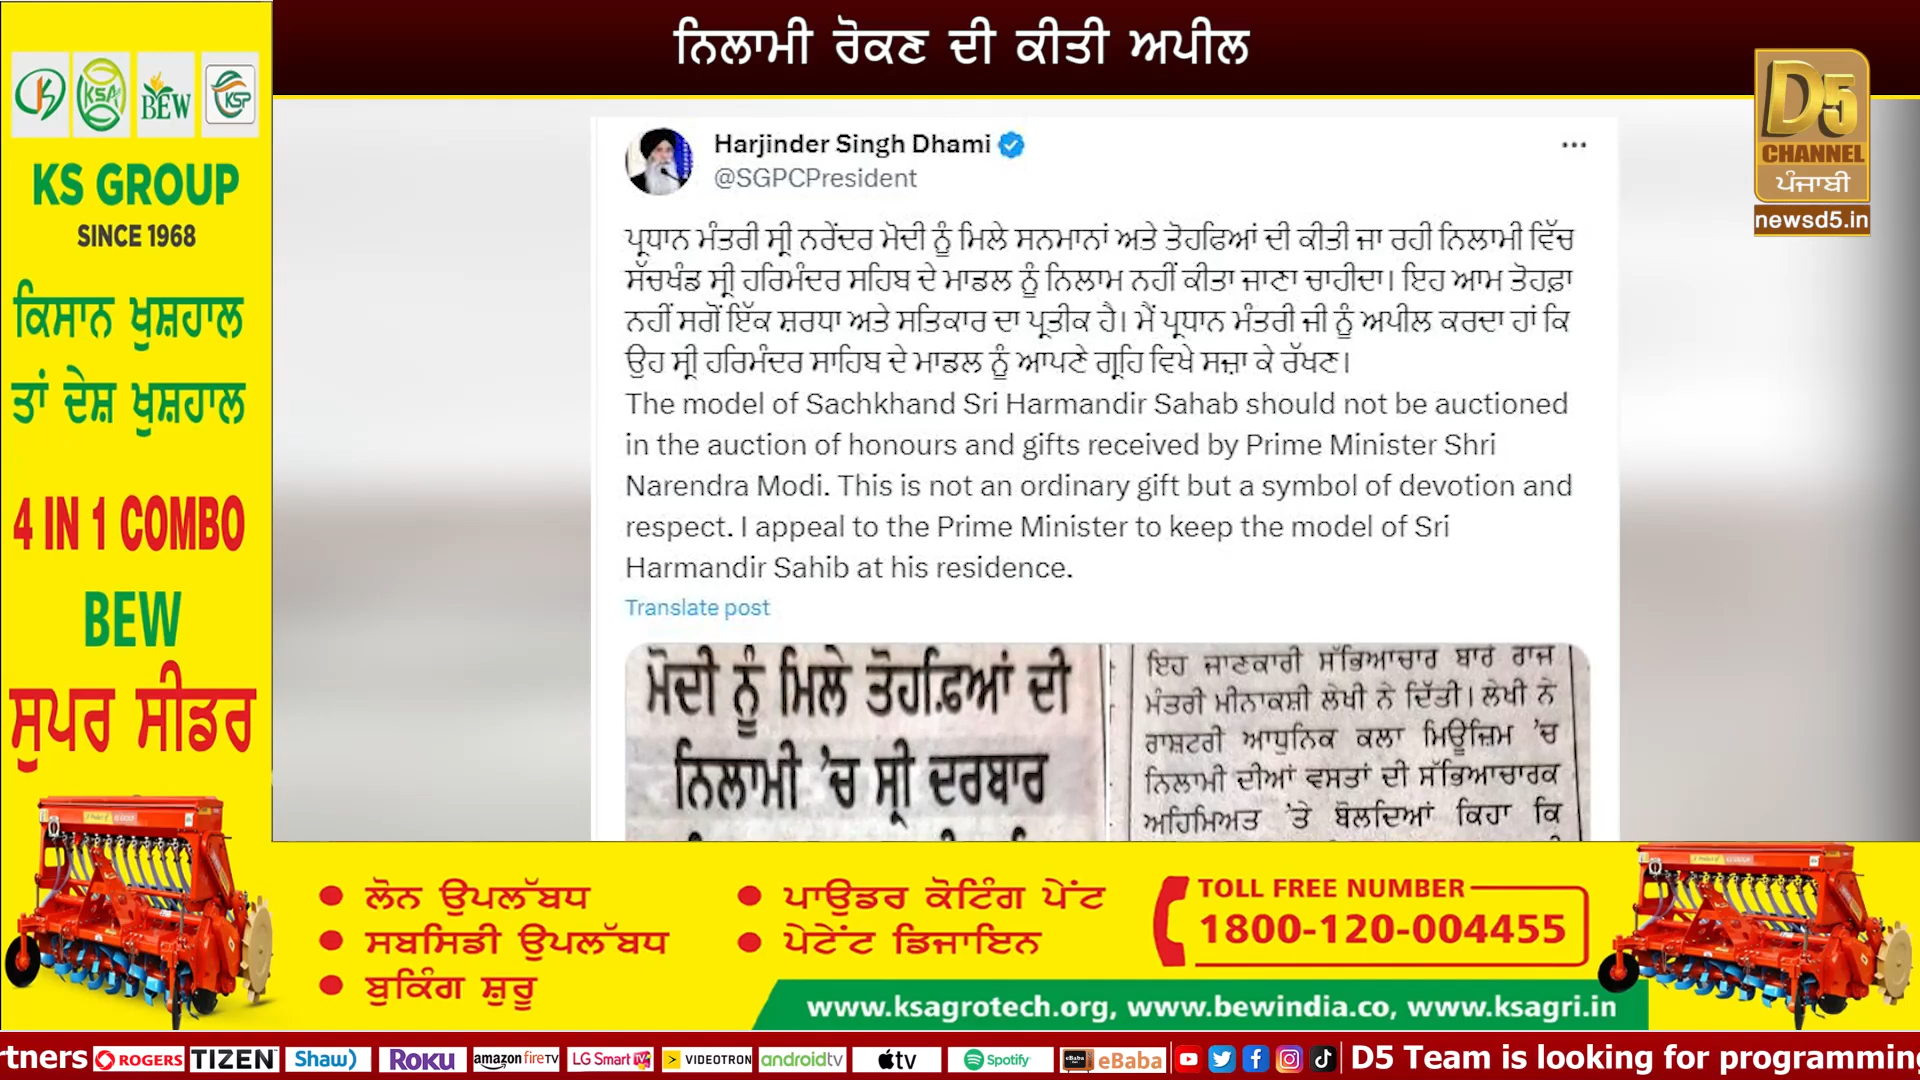 ਨਿਲਾਮੀ ਰੋਕਣ ਦੀ ਕੀਤੀ ਅਪੀਲ
KSA
BEW
KSP
KS GROUP
SINCE 1968
ਕਿਸਾਨ ਖੁਸ਼ਹਾਲ
ਤਾਂ ਦੇਸ਼ ਖੁਸ਼ਹਾਲ
4 IN 1 COMBO
BEW
ਸੁਪਰ ਸੀਡਰ
D5
CHANNEL
ਪੰਜਾਬੀ
newsd5.in
Harjinder Singh Dhami
@SGPCPresident
ਪ੍ਰਧਾਨ ਮੰਤਰੀ ਸ੍ਰੀ ਨਰੇਂਦਰ ਮੋਦੀ ਨੂੰ ਮਿਲੇ ਸਨਮਾਨਾਂ ਅਤੇ ਤੋਹਫਿਆਂ ਦੀ ਕੀਤੀ ਜਾ ਰਹੀ ਨਿਲਾਮੀ ਵਿੱਚ
ਸੱਚਖੰਡ ਸ੍ਰੀ ਹਰਿਮੰਦਰ ਸਹਿਬ ਦੇ ਮਾਡਲ ਨੂੰ ਨਿਲਾਮ ਨਹੀਂ ਕੀਤਾ ਜਾਣਾ ਚਾਹੀਦਾ। ਇਹ ਆਮ ਤੋਹਫ਼ਾ
ਨਹੀਂ ਸਗੋਂ ਇੱਕ ਸ਼ਰਧਾ ਅਤੇ ਸਤਿਕਾਰ ਦਾ ਪ੍ਰਤੀਕ ਹੈ। ਮੈਂ ਪ੍ਰਧਾਨ ਮੰਤਰੀ ਜੀ ਨੂੰ ਅਪੀਲ ਕਰਦਾ ਹਾਂ ਕਿ
ਉਹ ਸ੍ਰੀ ਹਰਿਮੰਦਰ ਸਾਹਿਬ ਦੇ ਮਾਡਲ ਨੂੰ ਆਪਣੇ ਗ੍ਰਹਿ ਵਿਖੇ ਸਜ਼ਾ ਕੇ ਰੱਖਣ।
The model of Sachkhand Sri Harmandir Sahab should not be auctioned
in the auction of honours and gifts received by Prime Minister Shri
Narendra Modi. This is not an ordinary gift but a symbol of devotion and
respect. I appeal to the Prime Minister to keep the model of Sri
Harmandir Sahib at his residence.
Translate post
ਮੋਦੀ ਨੂੰ ਮਿਲੇ ਤੋਹਫ਼ਿਆਂ ਦੀ
ਨਿਲਾਮੀ 'ਚ ਸ੍ਰੀ ਦਰਬਾਰ
ਇਹ ਜਾਣਕਾਰੀ ਸੱਭਿਆਚਾਰ ਬਾਰੇ ਰਾਜ
ਮੰਤਰੀ ਮੀਨਾਕਸ਼ੀ ਲੇਖੀ ਨੇ ਦਿੱਤੀ। ਲੇਖੀ ਨੇ
ਰਾਸ਼ਟਰੀ ਆਧੁਨਿਕ ਕਲਾ ਮਿਊਜ਼ਿਮ 'ਚ
ਨਿਲਾਮੀ ਦੀਆਂ ਵਸਤਾਂ ਦੀ ਸੱਭਿਆਚਾਰਕ
ਅਹਿਮਿਅਤ 'ਤੇ ਬੋਲਦਿਆਂ ਕਿਹਾ ਕਿ
ਲੋਨ ਉਪਲੱਬਧ
ਸਬਸਿਡੀ ਉਪਲੱਬਧ
ਬੁਕਿੰਗ ਸ਼ੁਰੂ
ਪਾਊਡਰ ਕੋਟਿੰਗ ਪੇਂਟ
ਪੇਟੇਂਟ ਡਿਜਾਇਨ
TOLL FREE NUMBER
1800-120-004455
www.ksagrotech.org, www.bewindia.co, www.ksagri.in
rtners ROGERS TIZEN Shaw) ROKU amazon fireTV LG Smart TV VIDEOTRON androidtv tv Spotify eBaba D5 Team is looking for programming